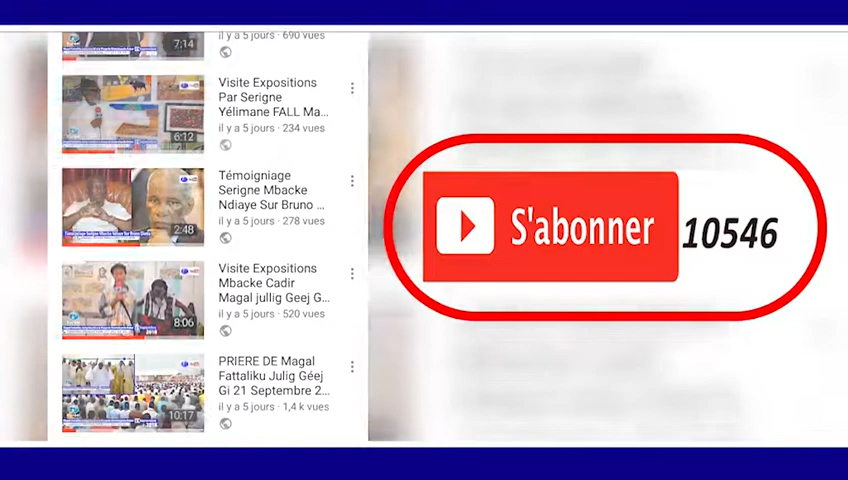 il y a 5 jours · 690 vues
7:14
Visite Expositions
Par Serigne
Yélimane FALL Ma...
il y a 5 jours · 234 vues
6:12
Témoigniage
Serigne Mbacke
Ndiaye Sur Bruno ...
il y a 5 jours · 278 vues
2:48
Visite Expositions
Mbacke Cadir
Magal jullig Geej G...
il y a 5 jours · 520 vues
8:06
PRIERE DE Magal
Fattaliku Julig Géej
Gi 21 Septembre 2...
il y a 5 jours · 1,4 k vues
10:17
S'abonner
10546